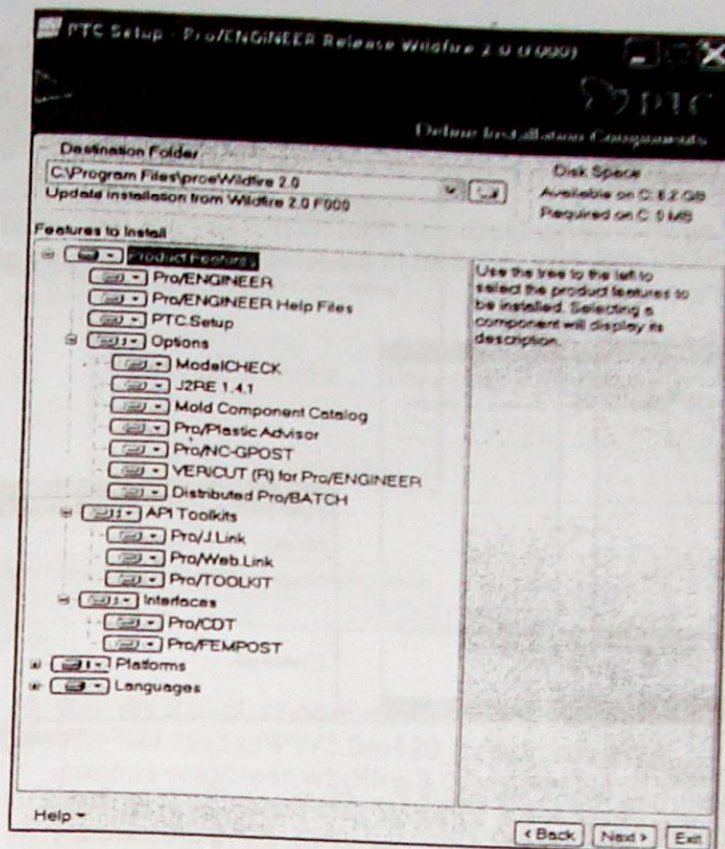 PTC Setup - Pro/ENGINEER Release Wildfire 2.0 (F000)
PTC
Define Installation Components
Destination Folder
C:\Program Files\proeWildfire 2.0
Update installation from Wildfire 2.0 F000
Disk Space
Available on C: 8.2 GB
Required on C: 0 MB
Features to Install
Product Features
Pro/ENGINEER
Pro/ENGINEER Help Files
PTC.Setup
Options
ModelCHECK
J2RE 1.4.1
Mold Component Catalog
Pro/Plastic Advisor
Pro/NC-GPOST
VERICUT (R) for Pro/ENGINEER
Distributed Pro/BATCH
API Toolkits
Pro/J.Link
Pro/Web.Link
Pro/TOOLKIT
Interfaces
Pro/CDT
Pro/FEMPOST
Platforms
Languages
Use the tree to the left to
select the product features to
be installed. Selecting a
component will display its
description.
Help
< Back Next > Exit